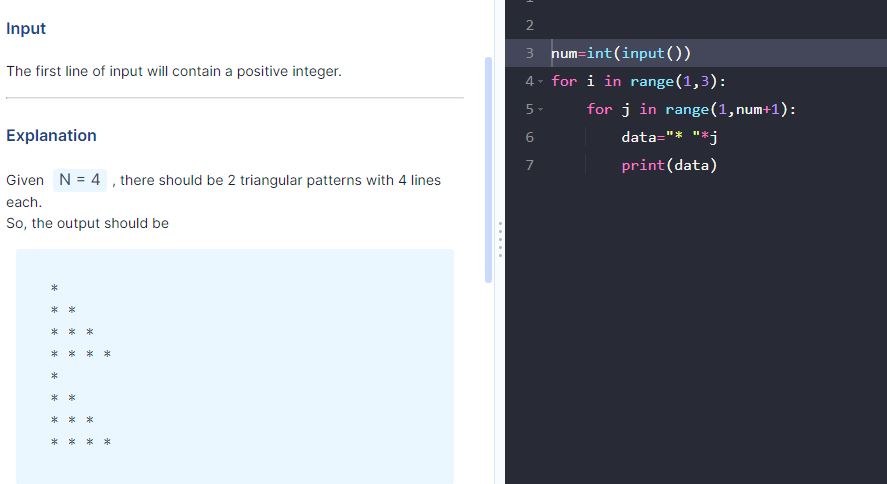 Input
The first line of input will contain a positive integer.
Explanation
Given N = 4 , there should be 2 triangular patterns with 4 lines
each.
So, the output should be
*
* *
* * *
* * * *
*
* *
* * *
* * * *
2
3 num=int(input())
4 for i in range(1,3):
5 for j in range(1,num+1):
6 data="* "*j
7 print(data)